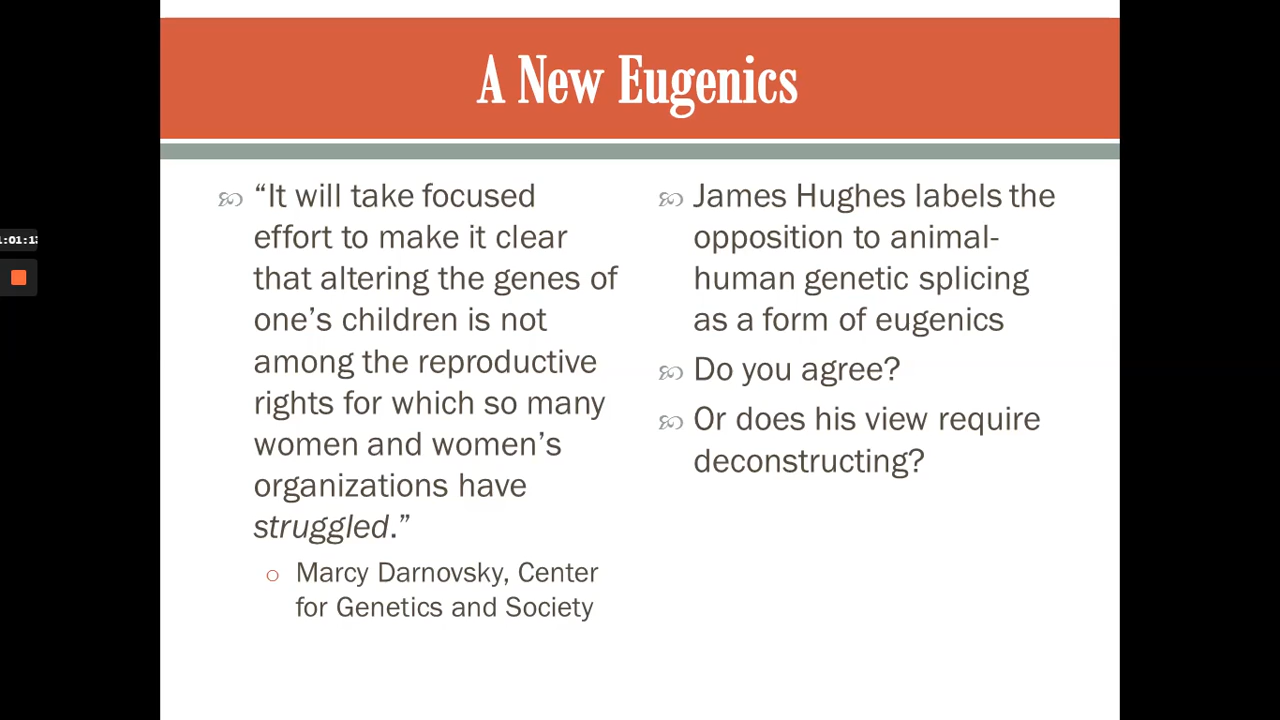 A New Eugenics
“It will take focused
effort to make it clear
that altering the genes of
one’s children is not
among the reproductive
rights for which so many
women and women’s
organizations have
struggled.”
Marcy Darnovsky, Center
for Genetics and Society
James Hughes labels the
opposition to animal-
human genetic splicing
as a form of eugenics
Do you agree?
Or does his view require
deconstructing?